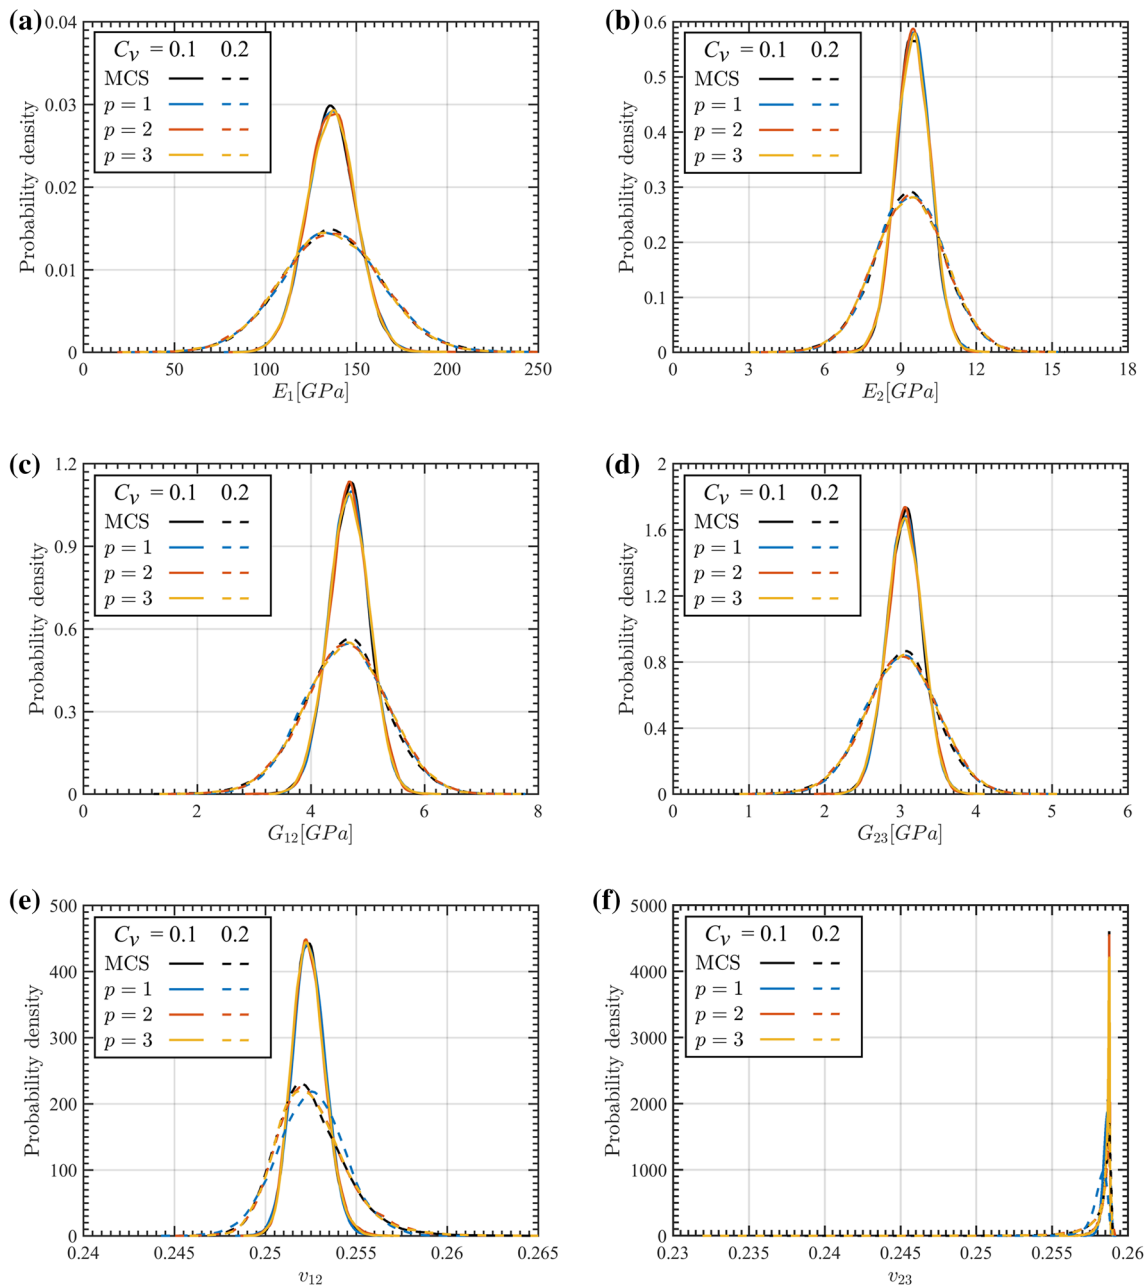 (a)
0.04
0.03
0.02
0.01
0
Probability density
C_v = 0.1 0.2
MCS
p = 1
p = 2
p = 3
0 50 100 150 200 250
E₁[GPa]
(b)
0.6
0.5
0.4
0.3
0.2
0.1
0
Probability density
C_v = 0.1 0.2
MCS
p = 1
p = 2
p = 3
0 3 6 9 12 15 18
E₂[GPa]
(c)
1.2
0.9
0.6
0.3
0
Probability density
C_v = 0.1 0.2
MCS
p = 1
p = 2
p = 3
0 2 4 6 8
G₁₂[GPa]
(d)
2
1.6
1.2
0.8
0.4
0
Probability density
C_v = 0.1 0.2
MCS
p = 1
p = 2
p = 3
0 1 2 3 4 5 6
G₂₃[GPa]
(e)
500
400
300
200
100
0
Probability density
C_v = 0.1 0.2
MCS
p = 1
p = 2
p = 3
0.24 0.245 0.25 0.255 0.26 0.265
v₁₂
(f)
5000
4000
3000
2000
1000
0
Probability density
C_v = 0.1 0.2
MCS
p = 1
p = 2
p = 3
0.23 0.235 0.24 0.245 0.25 0.255 0.26
v₂₃